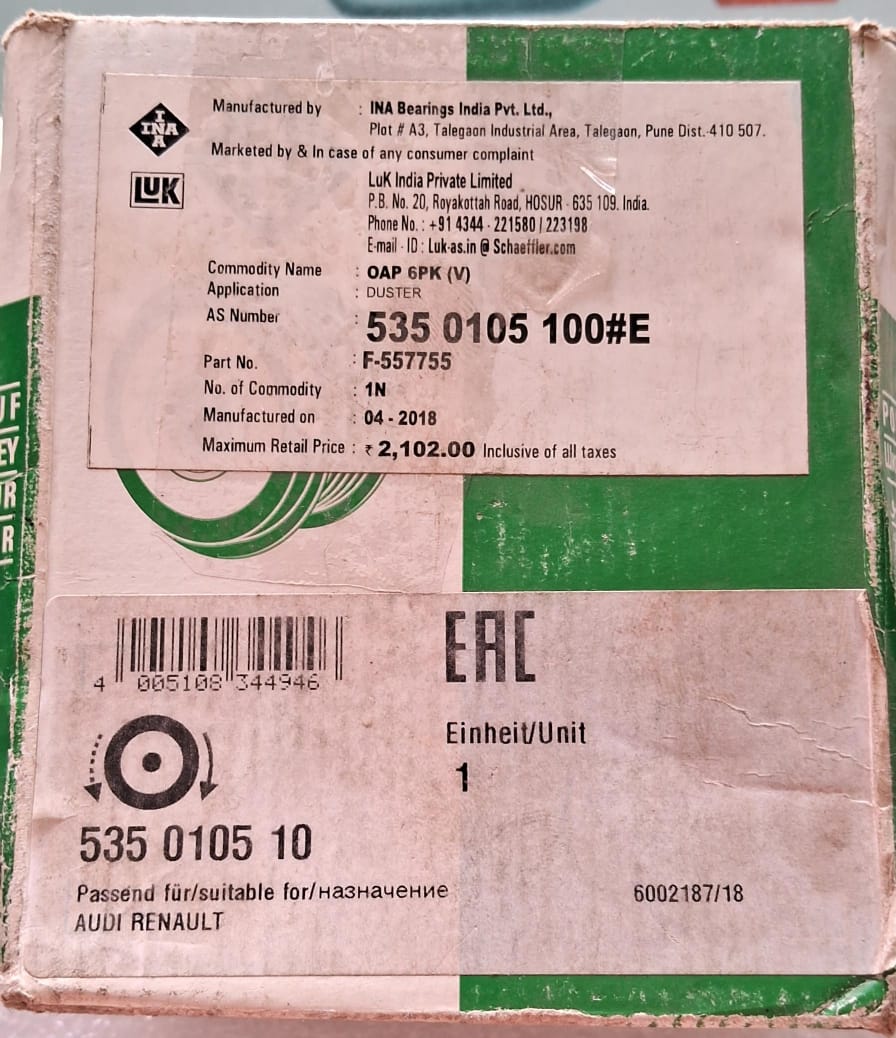 INA
Manufactured by : INA Bearings India Pvt. Ltd.,
Plot # A3, Talegaon Industrial Area, Talegaon, Pune Dist.-410 507.
Marketed by & In case of any consumer complaint
LUK
LuK India Private Limited
P.B. No. 20, Royakottah Road, HOSUR - 635 109. India.
Phone No. : +91 4344 - 221580 / 223198
E-mail - ID : Luk-as.in @ Schaeffler.com
Commodity Name : OAP 6PK (V)
Application : DUSTER
AS Number : 535 0105 100#E
Part No. : F-557755
No. of Commodity : 1N
Manufactured on : 04 - 2018
Maximum Retail Price : ₹ 2,102.00 Inclusive of all taxes
UF
EY
R
R
4 005108 344946
EAC
Einheit/Unit
1
535 0105 10
Passend für/suitable for/назначение
AUDI RENAULT
6002187/18